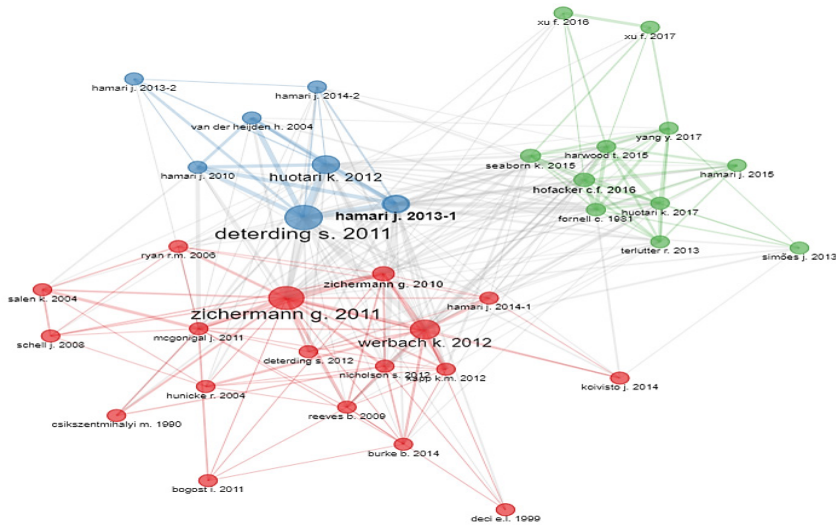 xu f. 2016
xu f. 2017
hamari j. 2013-2
hamari j. 2014-2
van der heijden h. 2004
yang y. 2017
harwood t. 2015
seaborn k. 2015
hamari j. 2015
hamari j. 2010
huotari k. 2012
hofacker c.f. 2016
hamari j. 2013-1
fornell c. 1981
huotari k. 2017
deterding s. 2011
terlutter r. 2013
simões j. 2013
ryan r.m. 2006
zichermann g. 2010
salen k. 2004
hamari j. 2014-1
zichermann g. 2011
mcgonigal j. 2011
werbach k. 2012
schell j. 2008
deterding s. 2012
nicholson s. 2012
kapp k.m. 2012
koivisto j. 2014
hunicke r. 2004
reeves b. 2009
csikszentmihalyi m. 1990
burke b. 2014
bogost i. 2011
deci e.l. 1999